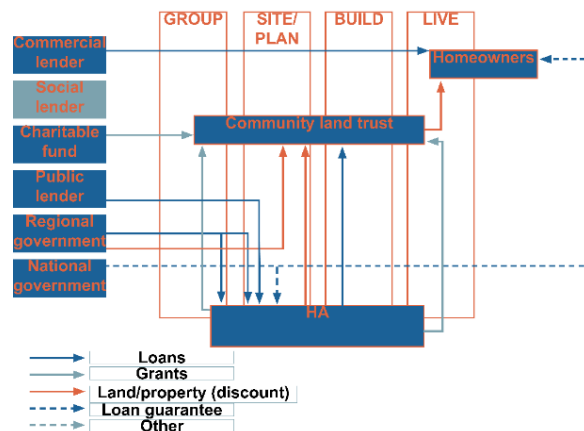 GROUP
SITE/
PLAN
BUILD
LIVE
Commercial
lender
Homeowners
Social
lender
Community land trust
Charitable
fund
Public
lender
Regional
government
National
government
HA
Loans
Grants
Land/property (discount)
Loan guarantee
Other